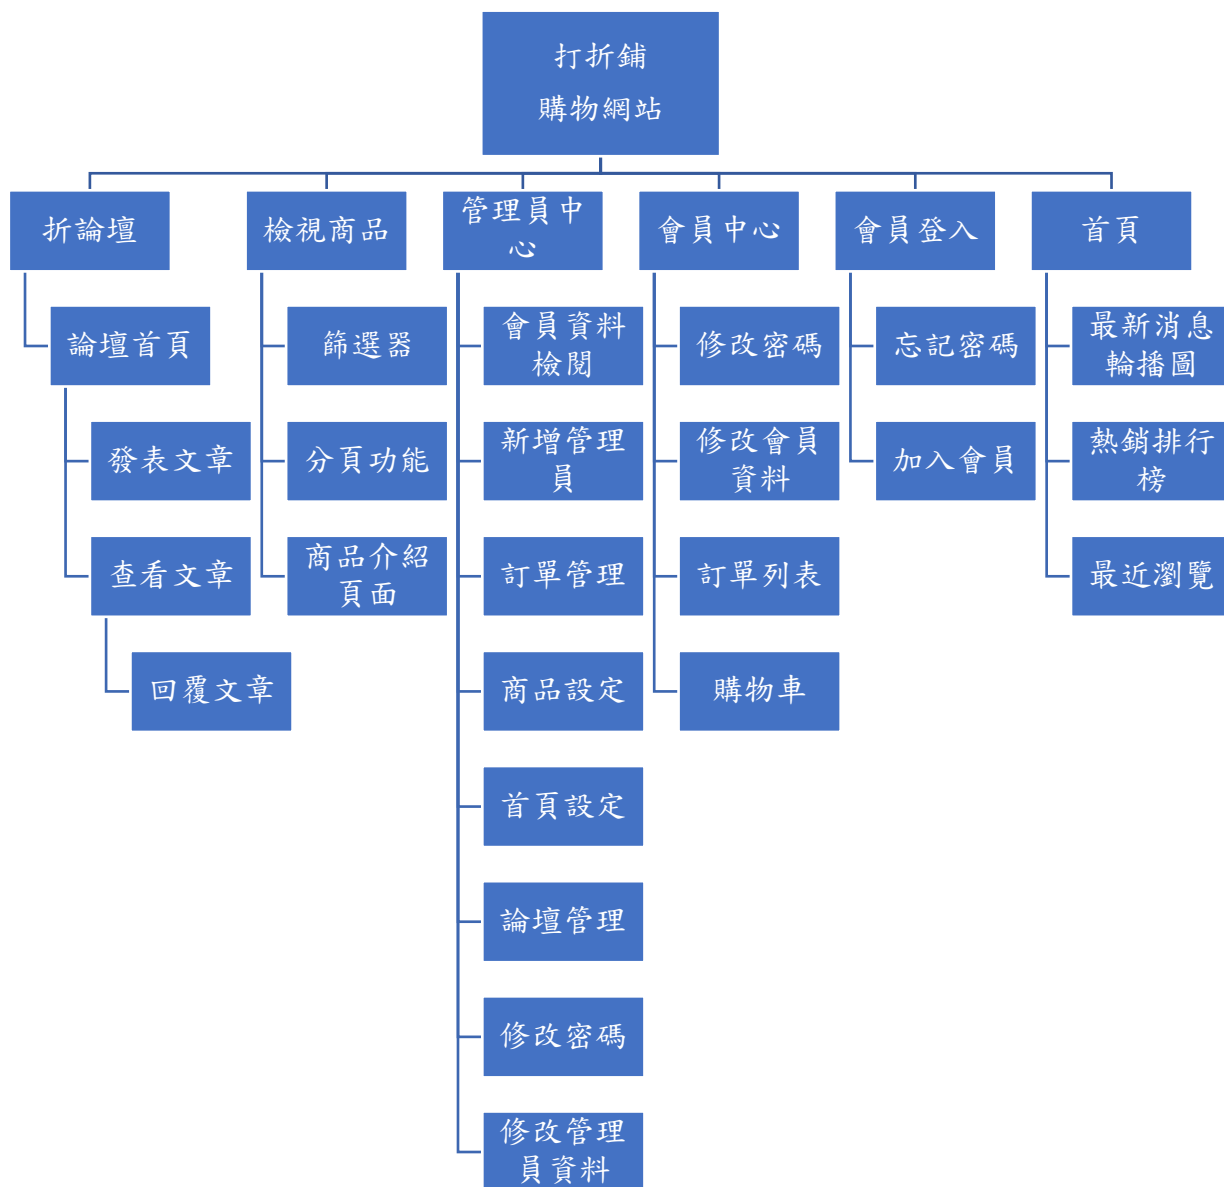 打折鋪
購物網站
折論壇
檢視商品
管理員中
心
會員中心
會員登入
首頁
論壇首頁
篩選器
會員資料
檢閱
修改密碼
忘記密碼
最新消息
輪播圖
發表文章
分頁功能
新增管理
員
修改會員
資料
加入會員
熱銷排行
榜
查看文章
商品介紹
頁面
訂單管理
訂單列表
最近瀏覽
回覆文章
商品設定
購物車
首頁設定
論壇管理
修改密碼
修改管理
員資料